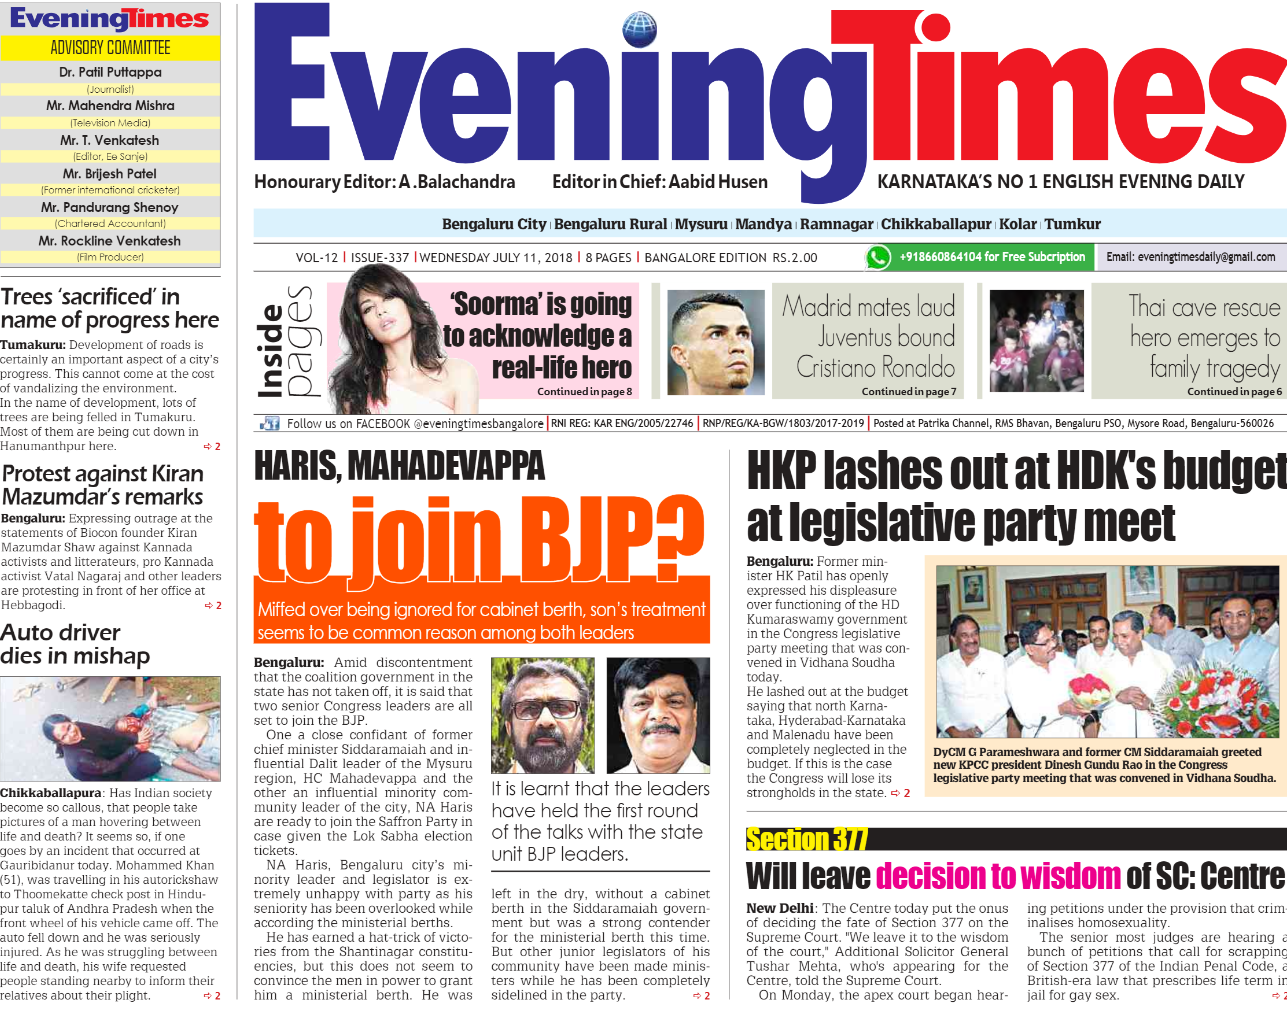 EveningTimes
ADVISORY COMMITTEE
Dr. Patil Puttappa
(Journalist)
Mr. Mahendra Mishra
(Television Media)
Mr. T. Venkatesh
(Editor, Ee Sanje)
Mr. Brijesh Patel
(Former international cricketer)
Mr. Pandurang Shenoy
(Chartered Accountant)
Mr. Rockline Venkatesh
(Film Producer)
Trees ‘sacrificed’ in
name of progress here
Tumakuru: Development of roads is
certainly an important aspect of a city's
progress. This cannot come at the cost
of vandalizing the environment.
In the name of development, lots of
trees are being felled in Tumakuru.
Most of them are being cut down in
Hanumanthpur here. ➪ 2
Protest against Kiran
Mazumdar’s remarks
Bengaluru: Expressing outrage at the
statements of Biocon founder Kiran
Mazumdar Shaw against Kannada
activists and litterateurs, pro Kannada
activist Vatal Nagaraj and other leaders
are protesting in front of her office at
Hebbagodi. ➪ 2
Auto driver
dies in mishap
Chikkaballapura: Has Indian society
become so callous, that people take
pictures of a man hovering between
life and death? It seems so, if one
goes by an incident that occurred at
Gauribidanur today. Mohammed Khan
(51), was travelling in his autorickshaw
to Thoomekatte check post in Hindu-
pur taluk of Andhra Pradesh when the
front wheel of his vehicle came off. The
auto fell down and he was seriously
injured. As he was struggling between
life and death, his wife requested
people standing nearby to inform their
relatives about their plight. ➪ 2
EveningTimes
Honourary Editor: A .Balachandra
Editor in Chief: Aabid Husen
KARNATAKA’S NO 1 ENGLISH EVENING DAILY
Bengaluru City | Bengaluru Rural | Mysuru | Mandya | Ramnagar | Chikkaballapur | Kolar | Tumkur
VOL-12 | ISSUE-337 | WEDNESDAY JULY 11, 2018 | 8 PAGES | BANGALORE EDITION RS.2.00
+918660864104 for Free Subcription
Email: eveningtimesdaily@gmail.com
Inside
pages
‘Soorma’ is going
to acknowledge a
real-life hero
Continued in page 8
Madrid mates laud
Juventus bound
Cristiano Ronaldo
Continued in page 7
Thai cave rescue
hero emerges to
family tragedy
Continued in page 6
Follow us on FACEBOOK @eveningtimesbangalore | RNI REG: KAR ENG/2005/22746 | RNP/REG/KA-BGW/1803/2017-2019 | Posted at Patrika Channel, RMS Bhavan, Bengaluru PSO, Mysore Road, Bengaluru-560026
HARIS, MAHADEVAPPA
to join BJP?
Miffed over being ignored for cabinet berth, son’s treatment
seems to be common reason among both leaders
Bengaluru: Amid discontentment
that the coalition government in the
state has not taken off, it is said that
two senior Congress leaders are all
set to join the BJP.
One a close confidant of former
chief minister Siddaramaiah and in-
fluential Dalit leader of the Mysuru
region, HC Mahadevappa and the
other an influential minority com-
munity leader of the city, NA Haris
are ready to join the Saffron Party in
case given the Lok Sabha election
tickets.
NA Haris, Bengaluru city's mi-
nority leader and legislator is ex-
tremely unhappy with party as his
seniority has been overlooked while
according the ministerial berths.
He has earned a hat-trick of victo-
ries from the Shantinagar constitu-
encies, but this does not seem to
convince the men in power to grant
him a ministerial berth. He was
It is learnt that the leaders
have held the first round
of the talks with the state
unit BJP leaders.
left in the dry, without a cabinet
berth in the Siddaramaiah govern-
ment but was a strong contender
for the ministerial berth this time.
But other junior legislators of his
community have been made minis-
ters while he has been completely
sidelined in the party. ➪ 2
HKP lashes out at HDK's budget
at legislative party meet
Bengaluru: Former min-
ister HK Patil has openly
expressed his displeasure
over functioning of the HD
Kumaraswamy government
in the Congress legislative
party meeting that was con-
vened in Vidhana Soudha
today.
He lashed out at the budget
saying that north Karna-
taka, Hyderabad-Karnataka
and Malenadu have been
completely neglected in the
budget. If this is the case
the Congress will lose its
strongholds in the state. ➪ 2
DyCM G Parameshwara and former CM Siddaramaiah greeted
new KPCC president Dinesh Gundu Rao in the Congress
legislative party meeting that was convened in Vidhana Soudha.
Section 377
Will leave decision to wisdom of SC: Centre
New Delhi: The Centre today put the onus
of deciding the fate of Section 377 on the
Supreme Court. "We leave it to the wisdom
of the court," Additional Solicitor General
Tushar Mehta, who's appearing for the
Centre, told the Supreme Court.
On Monday, the apex court began hear-
ing petitions under the provision that crim-
inalises homosexuality.
The senior most judges are hearing a
bunch of petitions that call for scrapping
of Section 377 of the Indian Penal Code, a
British-era law that prescribes life term in
jail for gay sex. ➪ 2